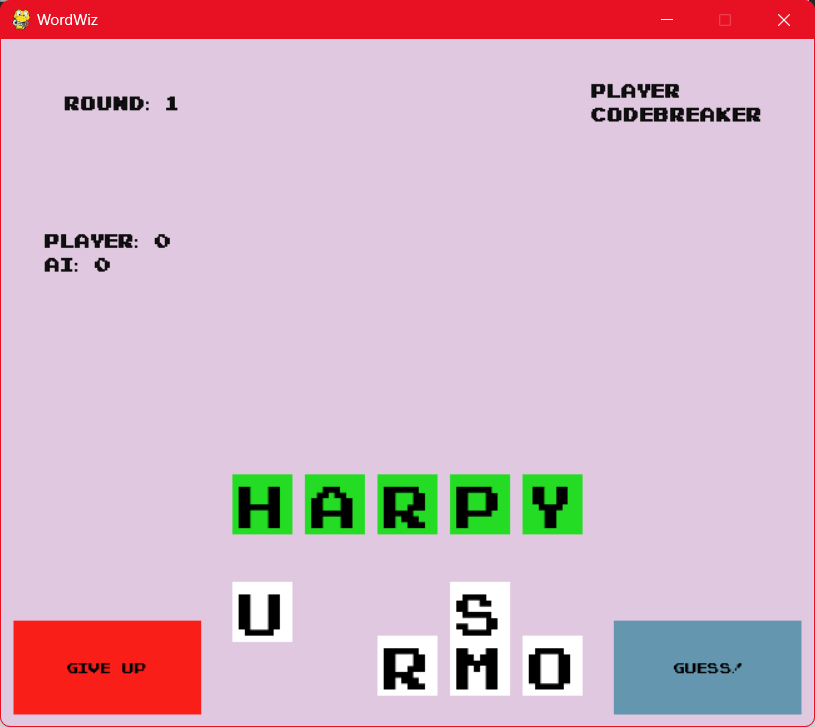 WordWiz
ROUND: 1
PLAYER
CODEBREAKER
PLAYER: 0
AI: 0
HARPY
U S
R M O
GIVE UP
GUESS!